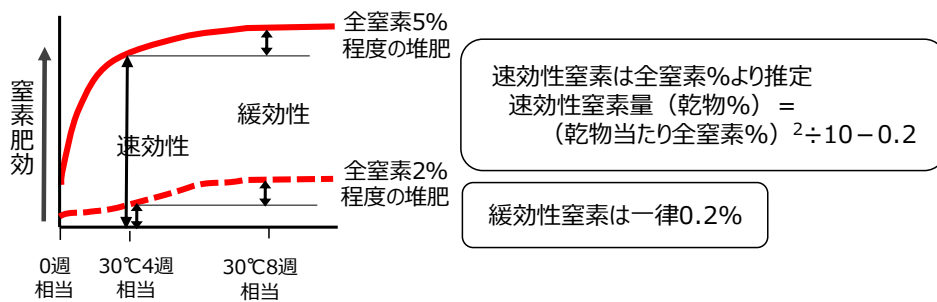 全窒素5%
程度の堆肥
窒素肥効
速効性
緩効性
全窒素2%
程度の堆肥
0週
相当
30℃4週
相当
30℃8週
相当
速効性窒素は全窒素%より推定
速効性窒素量（乾物%）＝
（乾物当たり全窒素%）²÷10－0.2
緩効性窒素は一律0.2%